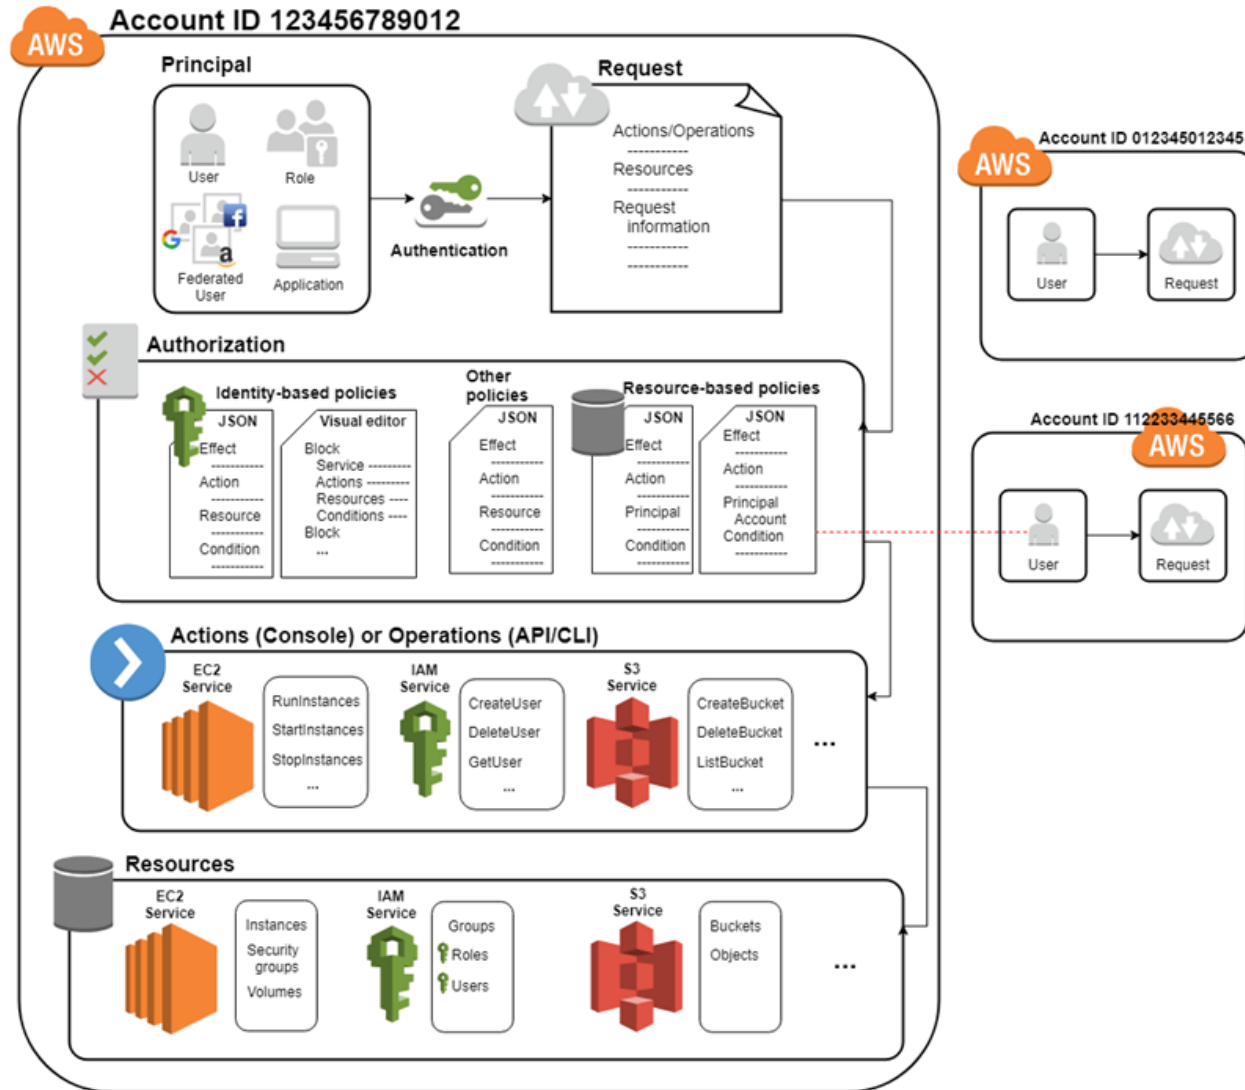 AWS
Account ID 123456789012
Principal
User
Role
Federated
User
Application
a
f
G
Authentication
Request
Actions/Operations
-----------
Resources
-----------
Request
information
-----------
-----------
AWS
Account ID 012345012345
User
Request
Authorization
Identity-based policies
JSON
Effect
-----------
Action
-----------
Resource
-----------
Condition
-----------
Visual editor
Block
Service ---------
Actions ---------
Resources ----
Conditions ----
Block
...
Other
policies
JSON
Effect
-----------
Action
-----------
Resource
-----------
Condition
-----------
Resource-based policies
JSON
Effect
-----------
Action
-----------
Principal
-----------
Condition
-----------
JSON
Effect
-----------
Action
-----------
Principal
Account
Condition
-----------
Account ID 112233445566
AWS
User
Request
Actions (Console) or Operations (API/CLI)
EC2
Service
RunInstances
StartInstances
StopInstances
...
IAM
Service
CreateUser
DeleteUser
GetUser
...
S3
Service
CreateBucket
DeleteBucket
ListBucket
...
...
Resources
EC2
Service
Instances
Security
groups
Volumes
IAM
Service
Groups
Roles
Users
S3
Service
Buckets
Objects
...